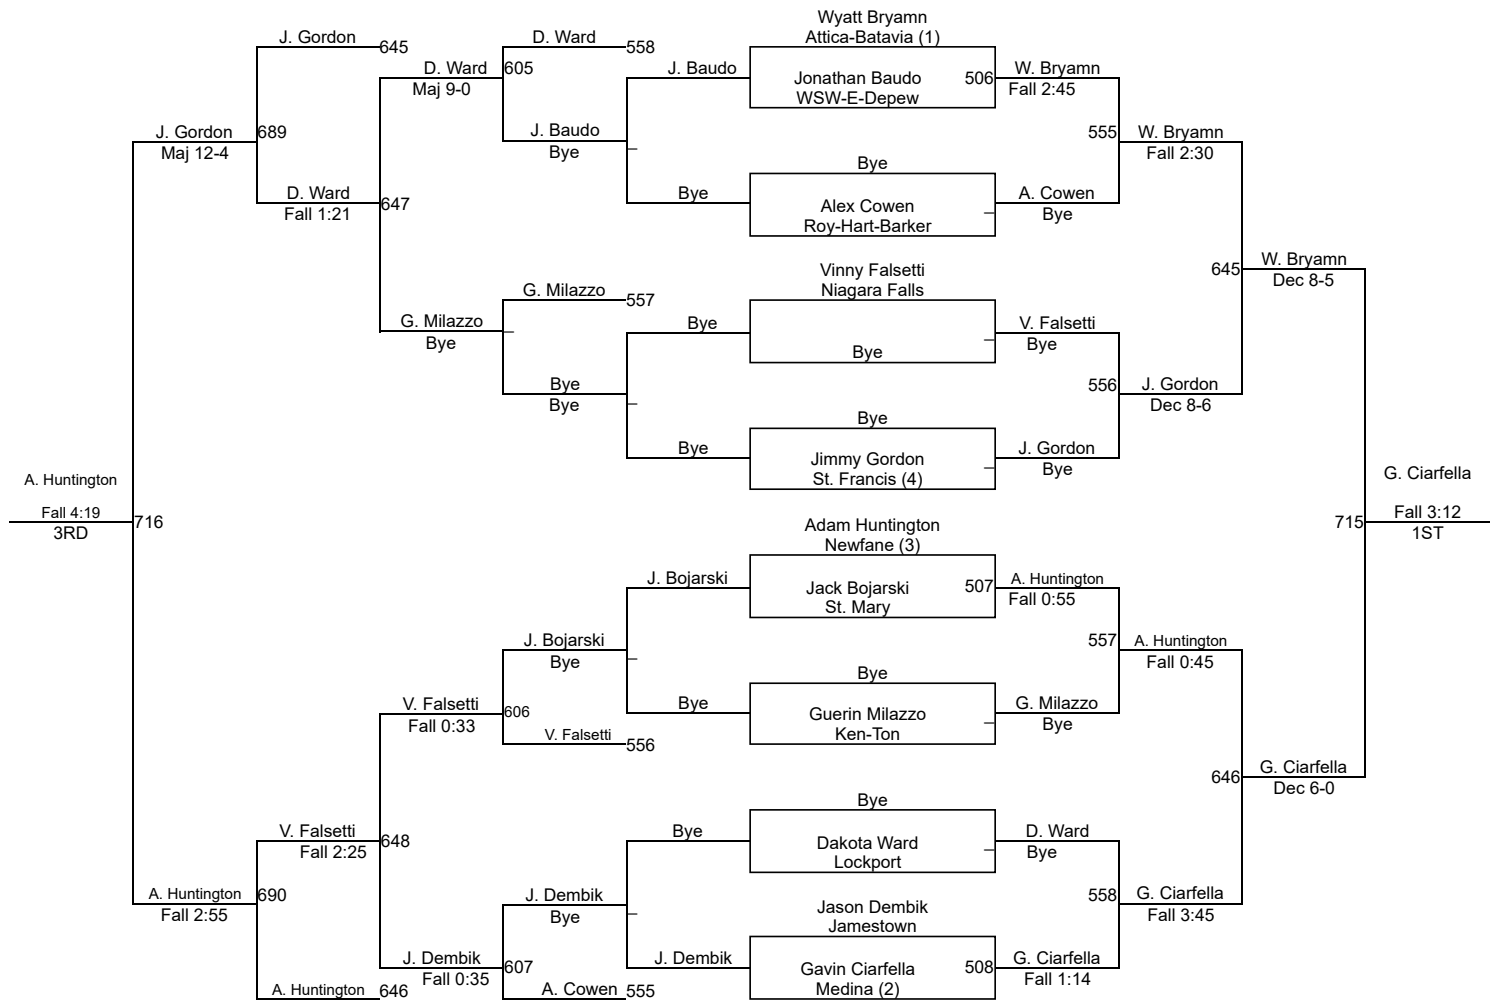 Wyatt Bryamn
J. Gordon 645 D. Ward 558 Attica-Batavia (1)
D. Ward 605 J. Baudo Jonathan Baudo 506 W. Bryamn
Maj 9-0 WSW-E-Depew Fall 2:45
J. Gordon 689 J. Baudo 555 W. Bryamn
Maj 12-4 Bye Fall 2:30
Bye
D. Ward 647 Bye Alex Cowen A. Cowen
Fall 1:21 Roy-Hart-Barker Bye
Vinny Falsetti 645 W. Bryamn
G. Milazzo 557 Niagara Falls Dec 8-5
G. Milazzo Bye V. Falsetti
Bye Bye Bye
Bye 556 J. Gordon
Bye Dec 8-6
Bye
Bye Jimmy Gordon J. Gordon
St. Francis (4) Bye
A. Huntington G. Ciarfella
Fall 4:19 716 715 Fall 3:12
3RD 1ST
Adam Huntington
Newfane (3)
J. Bojarski Jack Bojarski 507 A. Huntington
St. Mary Fall 0:55
J. Bojarski 557 A. Huntington
Bye Fall 0:45
Bye
V. Falsetti 606 Bye Guerin Milazzo G. Milazzo
Fall 0:33 Ken-Ton Bye
V. Falsetti 556
646 G. Ciarfella
Dec 6-0
Bye
V. Falsetti 648 Bye Dakota Ward D. Ward
Fall 2:25 Lockport Bye
A. Huntington 690 J. Dembik 558 G. Ciarfella
Fall 2:55 Bye Fall 3:45
Jason Dembik
Jamestown
J. Dembik 607 J. Dembik Gavin Ciarfella 508 G. Ciarfella
Fall 0:35 Medina (2) Fall 1:14
A. Huntington 646 A. Cowen 555